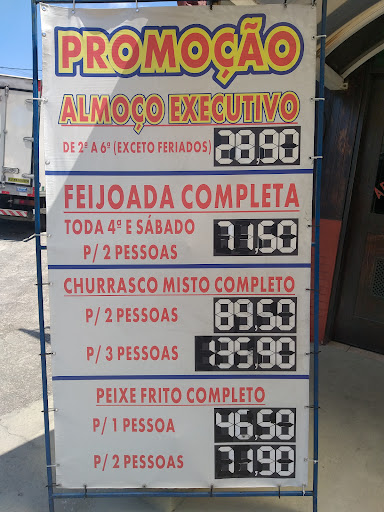 PROMOÇÃO
ALMOÇO EXECUTIVO
DE 2ª A 6ª (EXCETO FERIADOS) 28,90
FEIJOADA COMPLETA
TODA 4ª E SÁBADO
P/ 2 PESSOAS 71,50
CHURRASCO MISTO COMPLETO
P/ 2 PESSOAS 89,50
P/ 3 PESSOAS 135,90
PEIXE FRITO COMPLETO
P/ 1 PESSOA 46,50
P/ 2 PESSOAS 71,90